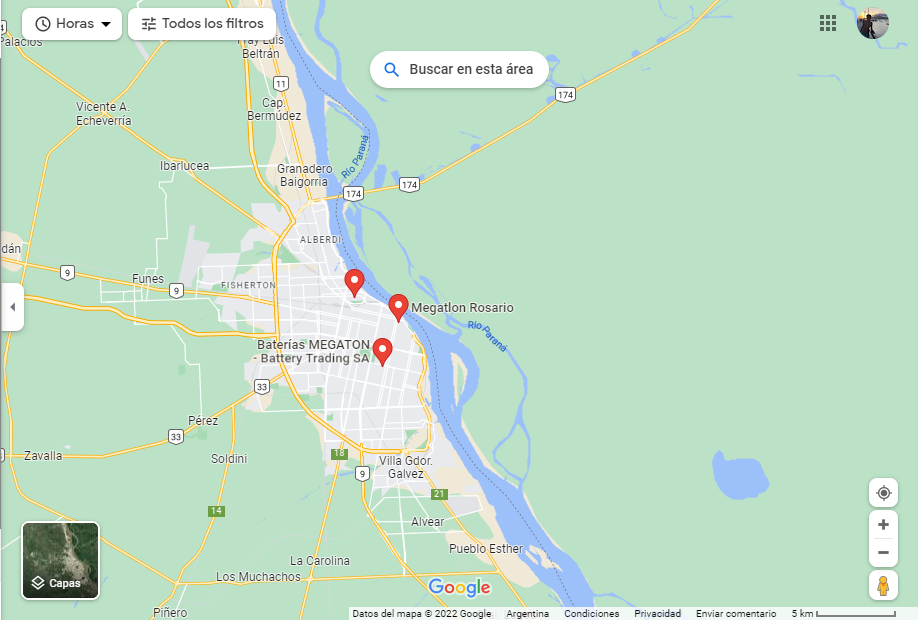 Horas
Todos los filtros
Palacios
Fray Luis
Beltrán
Buscar en esta área
11
174
Cap.
Bermúdez
Vicente A.
Echeverría
Río Paraná
Ibarlucea
Granadero
Baigorria
174
174
ALBERDI
9
Funes
9
FISHERTON
Megatlon Rosario
Río Paraná
Baterías MEGATON
- Battery Trading SA
33
Pérez
33
Zavalla
Soldini
18
9
Villa Gdor.
Galvez
21
14
Alvear
Pueblo Esther
La Carolina
Los Muchachos
Capas
Google
Piñero
Datos del mapa © 2022 Google
Argentina
Condiciones
Privacidad
Enviar comentario
5 km